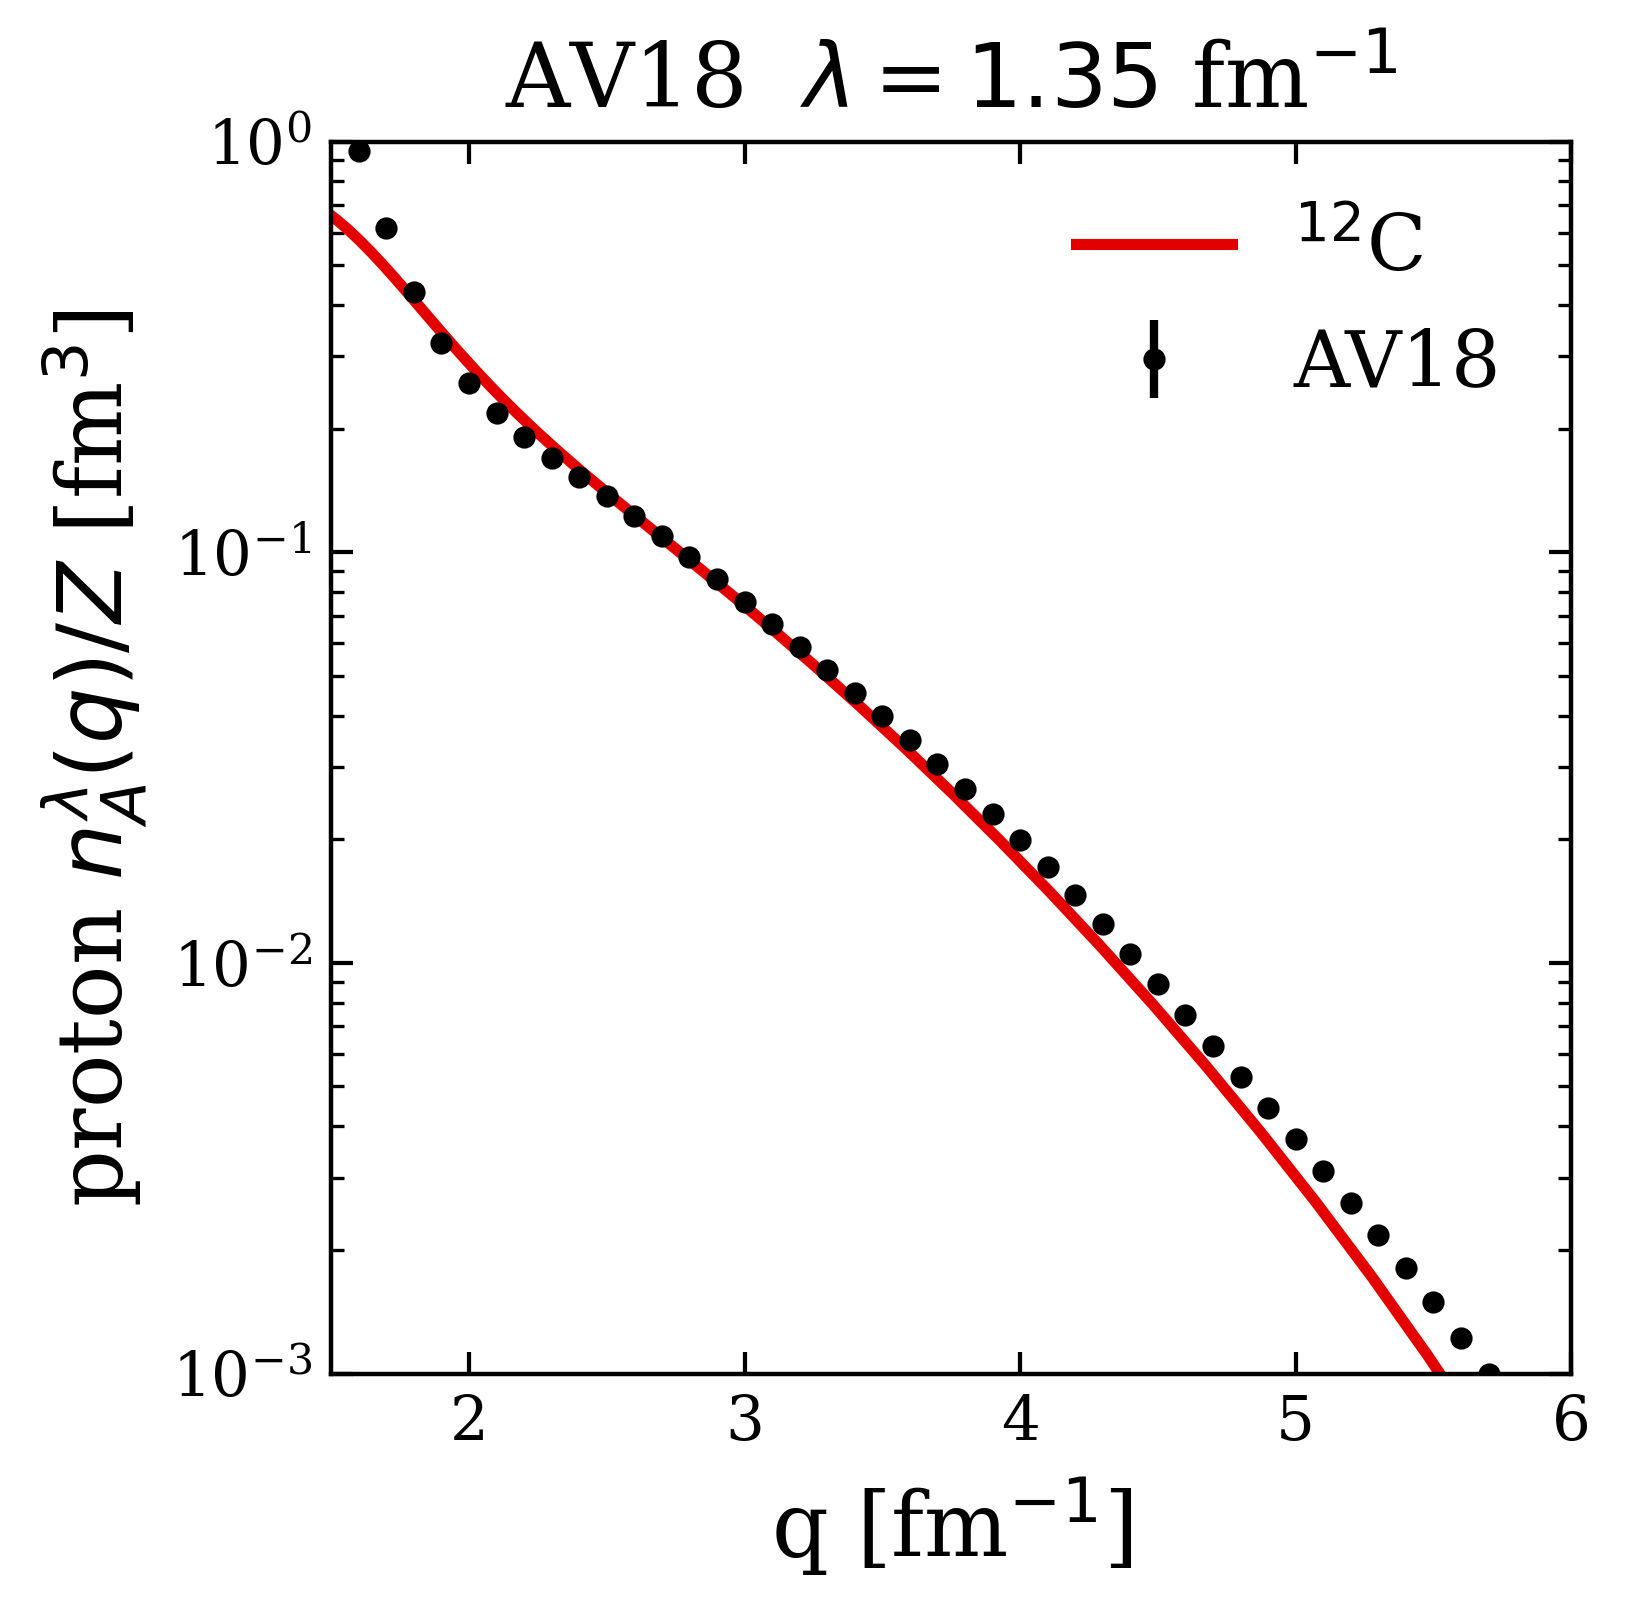 AV18 λ = 1.35 fm⁻¹
10⁰
10⁻¹
10⁻²
10⁻³
proton n_A^λ(q)/Z [fm³]
¹²C
AV18
2 3 4 5 6
q [fm⁻¹]